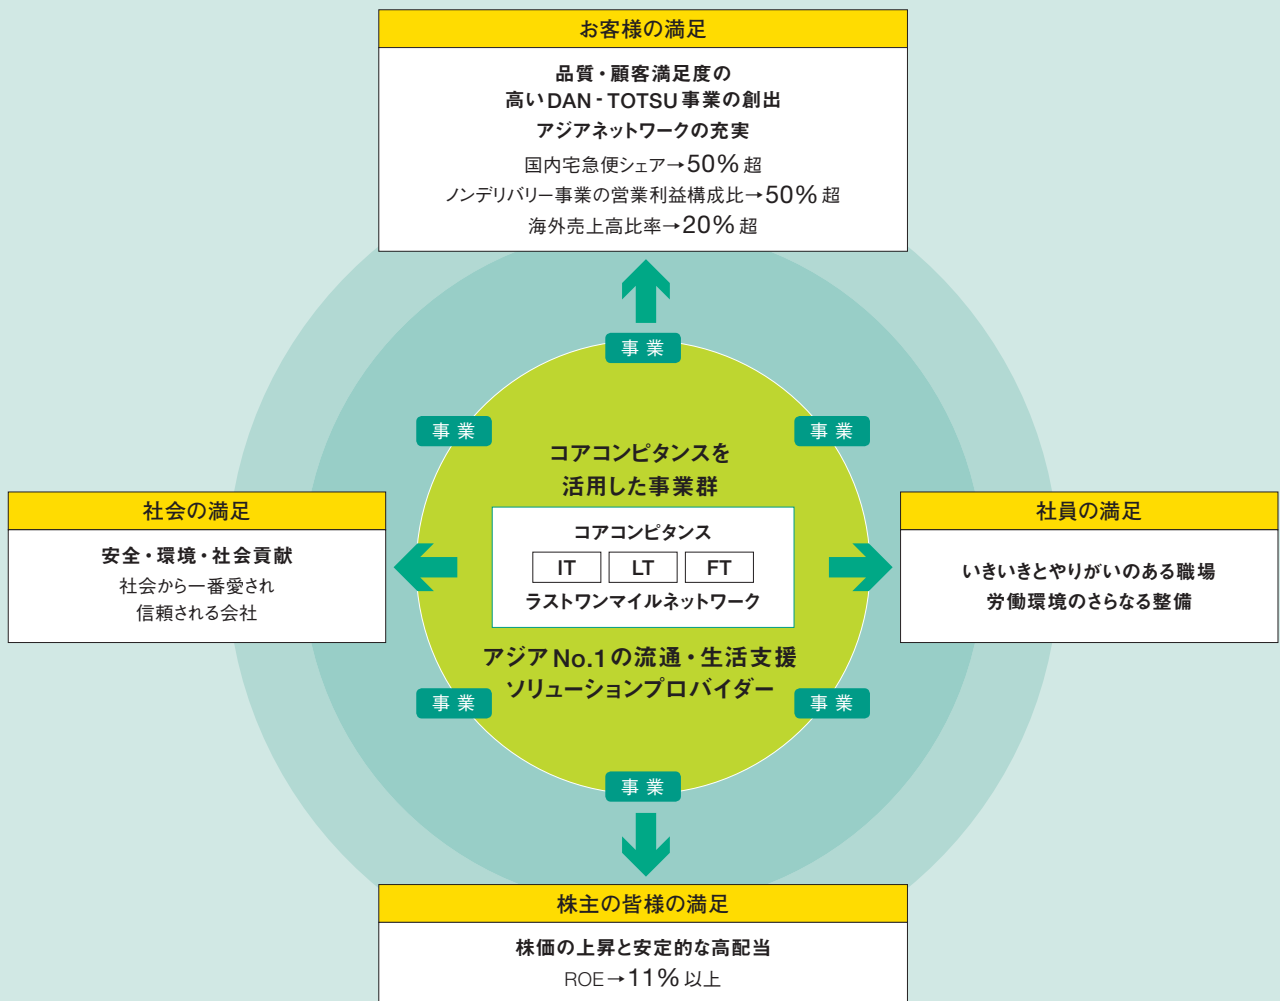 お客様の満足
品質・顧客満足度の
高いDAN-TOTSU事業の創出
アジアネットワークの充実
国内宅急便シェア→50%超
ノンデリバリー事業の営業利益構成比→50%超
海外売上高比率→20%超
事業
事業
事業
コアコンピタンスを
活用した事業群
社会の満足
安全・環境・社会貢献
社会から一番愛され
信頼される会社
コアコンピタンス
IT LT FT
ラストワンマイルネットワーク
社員の満足
いきいきとやりがいのある職場
労働環境のさらなる整備
アジアNo.1の流通・生活支援
ソリューションプロバイダー
事業
事業
事業
株主の皆様の満足
株価の上昇と安定的な高配当
ROE→11%以上